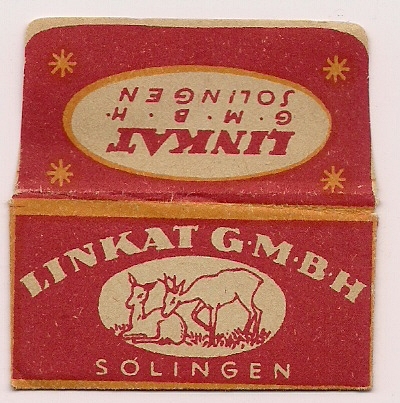 LINKAT
G·M·B·H·
SOLINGEN
LINKAT G·M·B·H
SOLINGEN